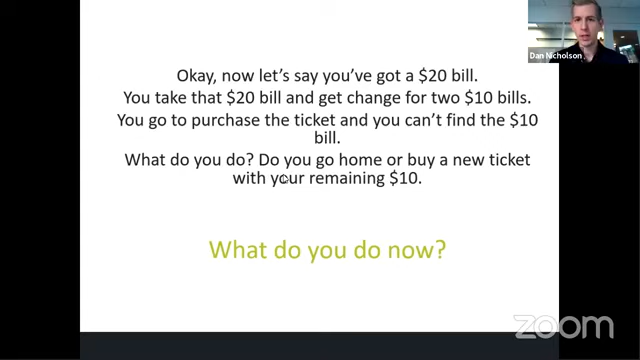 Dan Nicholson
Okay, now let's say you've got a $20 bill.
You take that $20 bill and get change for two $10 bills.
You go to purchase the ticket and you can't find the $10
bill.
What do you do? Do you go home or buy a new ticket
with your remaining $10.
What do you do now?
zoom